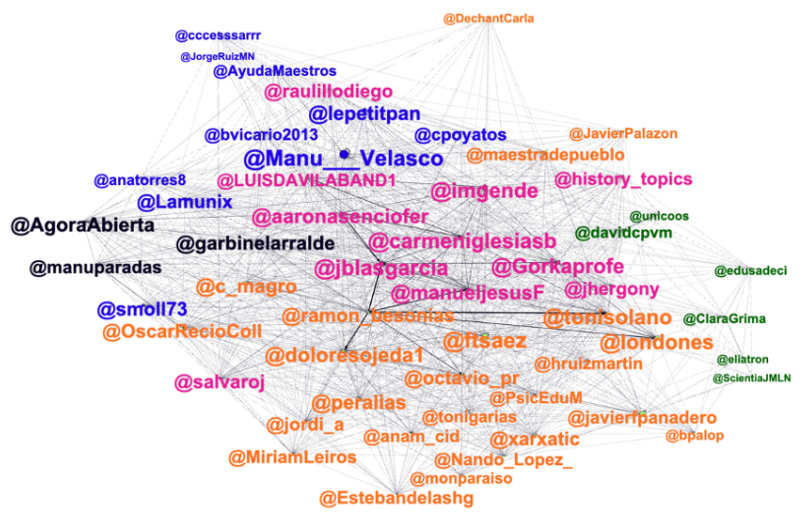 @DechantCarla
@cccesssarrr
@JorgeRuizMN
@AyudaMaestros
@raulillodiego
@lepetitpan
@bvicario2013
@cpoyatos
@JavierPalazon
@Manu___Velasco
@maestradepueblo
@anatorres8
@LUISDAVILABAND1
@imgende
@history_topics
@Lamunix
@aaronasenciofer
@unicoos
@AgoraAbierta
@garbinelarralde
@carmeniglesiasb
@davidcpvm
@manuparadas
@jblasgarcia
@Gorkaprofe
@edusadeci
@c_magro
@manueljesusF
@jhergony
@smoll73
@ramon_besonias
@tonisolano
@ClaraGrima
@OscarRecioColl
@ftsaez
@londones
@doloresojeda1
@hruizmartin
@eliatron
@salvaroj
@octavio_pr
@ScientiaJMLN
@perallas
@PsicEduM
@jordi_a
@tonigarias
@javierfpanadero
@anam_cid
@xarxatic
@bpalop
@MiriamLeiros
@Nando_Lopez_
@monparaiso
@Estebandelashg